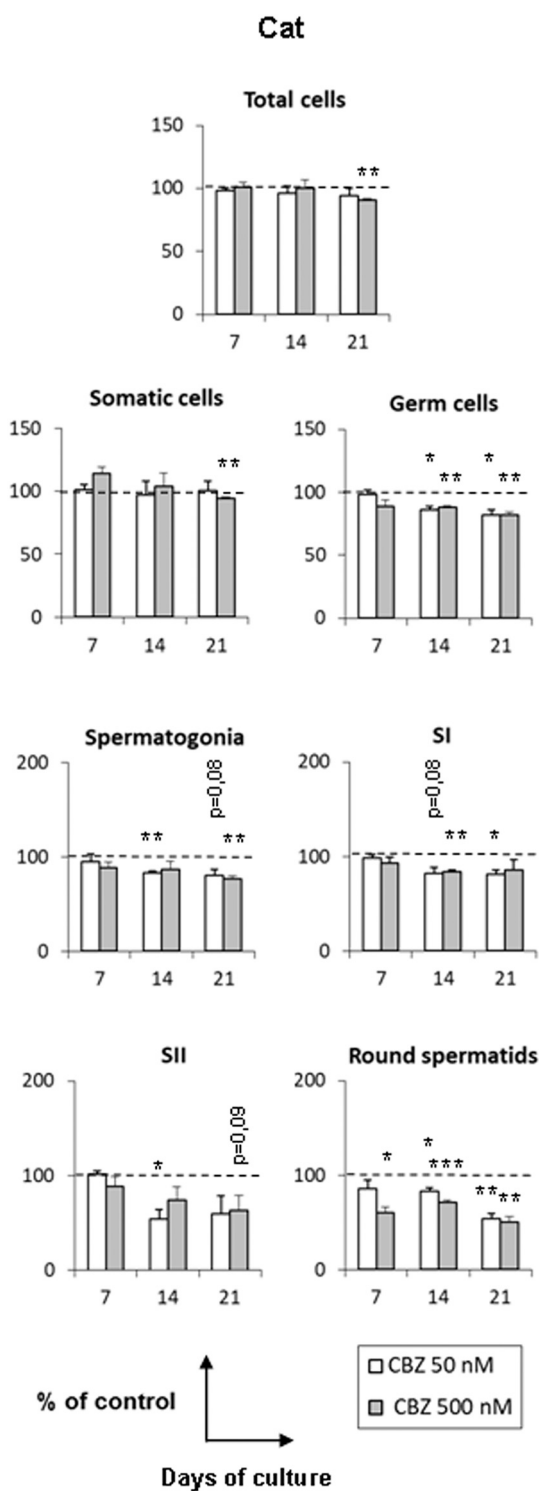 Cat
Total cells
150
100
50
0
**
7 14 21
Somatic cells
150
100
50
0
**
7 14 21
Germ cells
150
100
50
0
* ** * **
7 14 21
Spermatogonia
200
100
0
** p=0,08 **
7 14 21
SI
200
100
0
p=0,08 ** *
7 14 21
SII
200
100
0
* p=0,09
7 14 21
Round spermatids
200
100
0
* * *** ** **
7 14 21
% of control
Days of culture
CBZ 50 nM
CBZ 500 nM